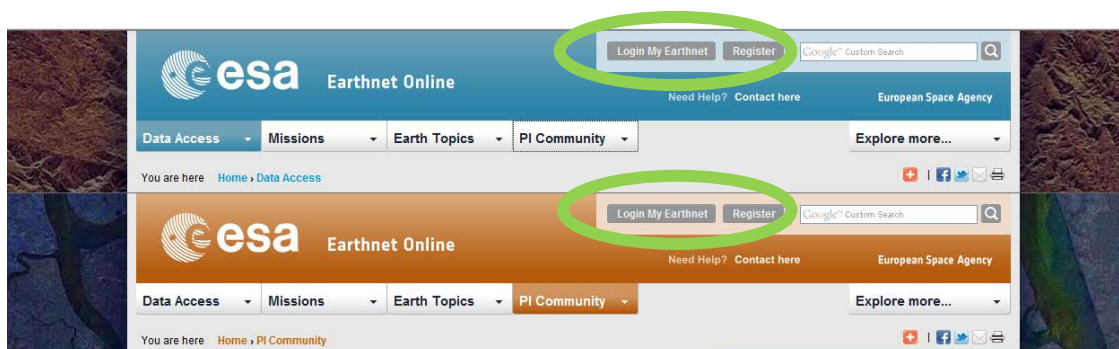 Login My Earthnet Register Google™ Custom Search
esa Earthnet Online
Need Help? Contact here European Space Agency
Data Access Missions Earth Topics PI Community Explore more...
You are here Home › Data Access
Login My Earthnet Register Google™ Custom Search
esa Earthnet Online
Need Help? Contact here European Space Agency
Data Access Missions Earth Topics PI Community Explore more...
You are here Home › PI Community